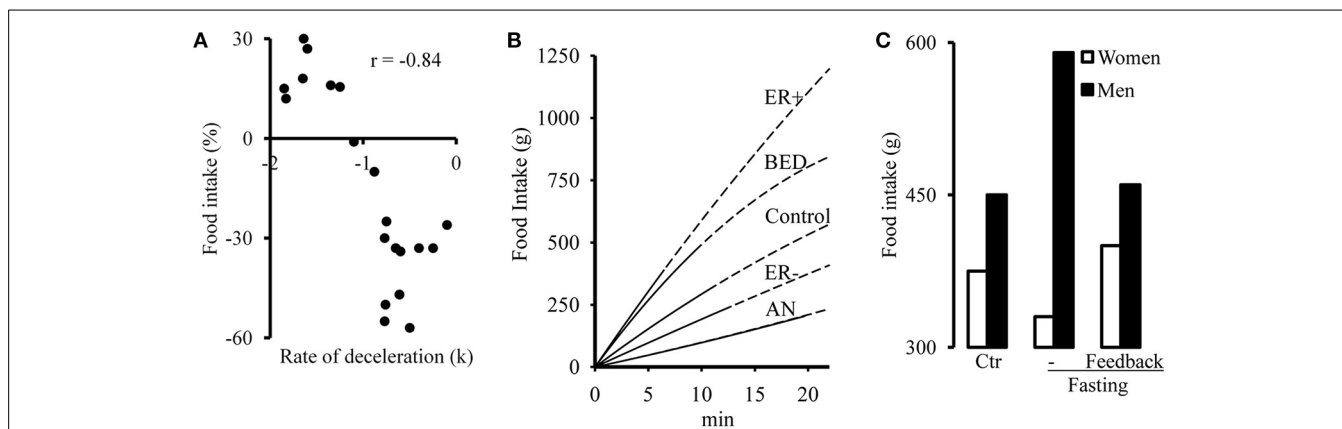 A
30
r = -0.84
0
-2
-1
0
-30
-60
Food intake (%)
Rate of deceleration (k)
B
1250
1000
750
500
250
0
Food Intake (g)
ER+
BED
Control
ER-
AN
0 5 10 15 20
min
C
600
450
300
Food intake (g)
Women
Men
Ctr - Feedback
Fasting